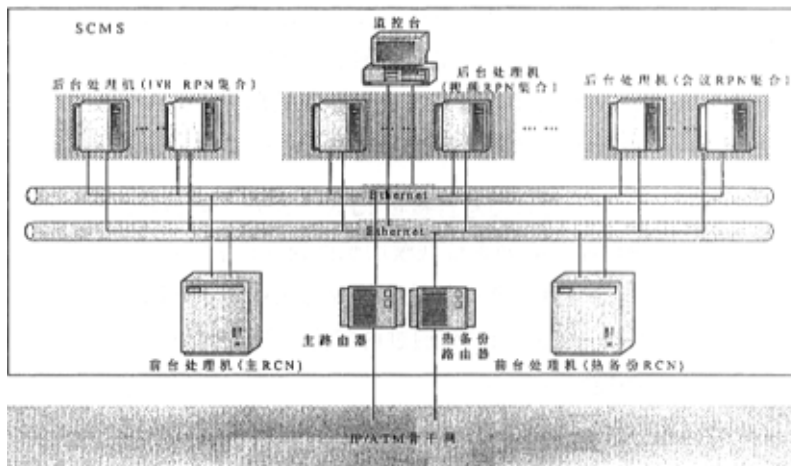 SCMS
监控台
后台处理机(IVR RPN集合)
后台处理机
(视频RPN集合)
后台处理机(会议RPN集合)
Ethernet
Ethernet
主路由器
热备份
路由器
前台处理机(主RCN)
前台处理机(热备份RCN)
IP/ATM骨干网